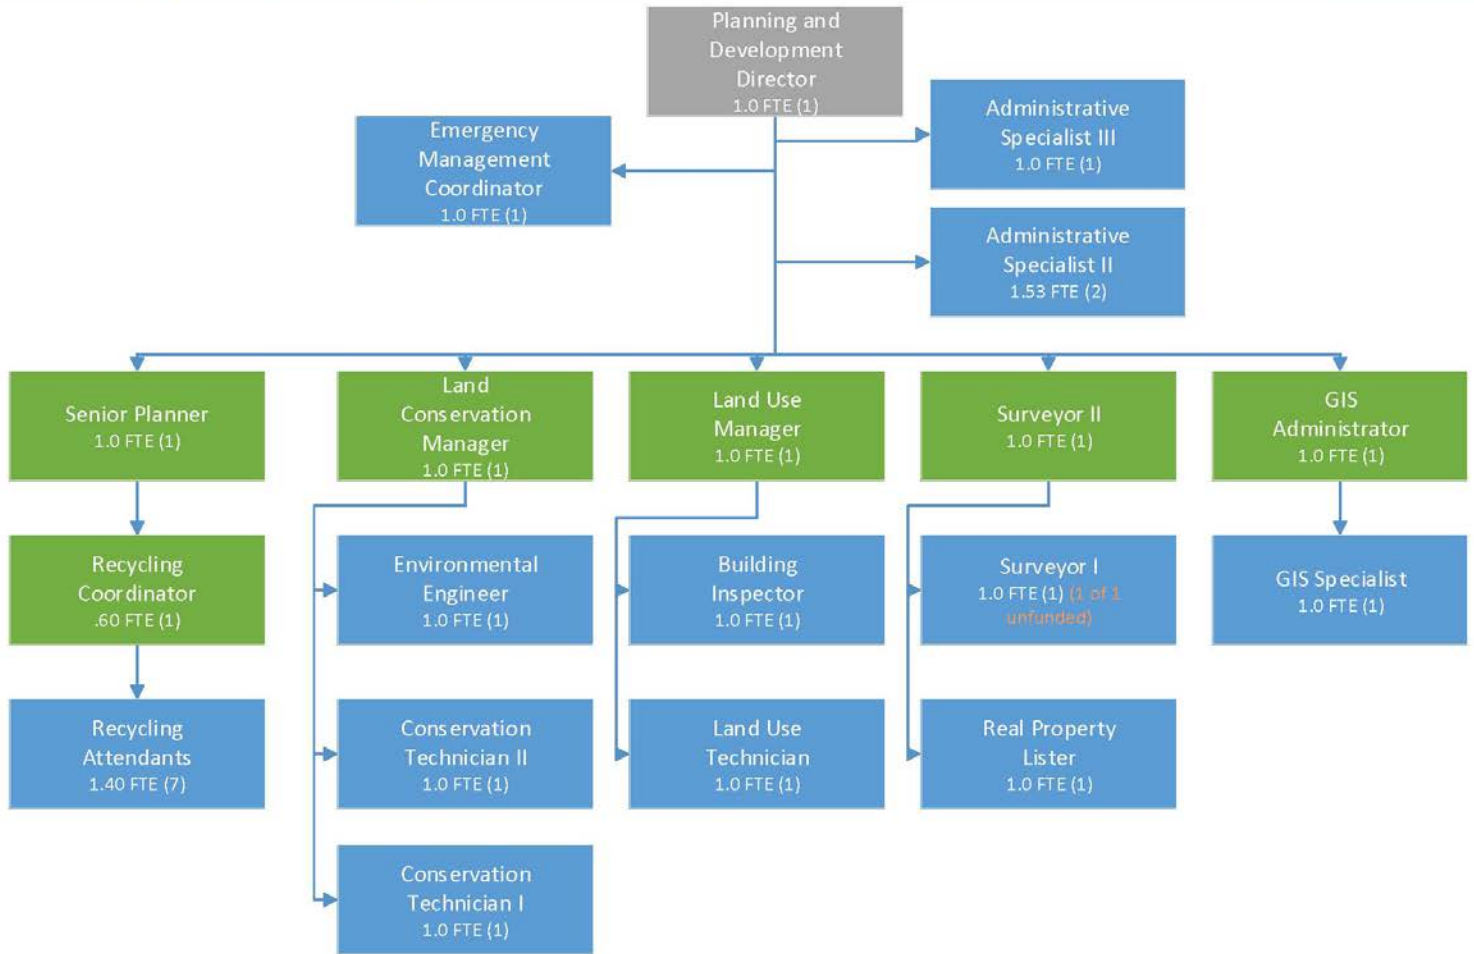 Planning and
Development
Director
1.0 FTE (1)
Administrative
Specialist III
1.0 FTE (1)
Emergency
Management
Coordinator
1.0 FTE (1)
Administrative
Specialist II
1.53 FTE (2)
Senior Planner
1.0 FTE (1)
Land
Conservation
Manager
1.0 FTE (1)
Land Use
Manager
1.0 FTE (1)
Surveyor II
1.0 FTE (1)
GIS
Administrator
1.0 FTE (1)
Recycling
Coordinator
.60 FTE (1)
Environmental
Engineer
1.0 FTE (1)
Building
Inspector
1.0 FTE (1)
Surveyor I
1.0 FTE (1) (1 of 1
unfunded)
GIS Specialist
1.0 FTE (1)
Recycling
Attendants
1.40 FTE (7)
Conservation
Technician II
1.0 FTE (1)
Land Use
Technician
1.0 FTE (1)
Real Property
Lister
1.0 FTE (1)
Conservation
Technician I
1.0 FTE (1)